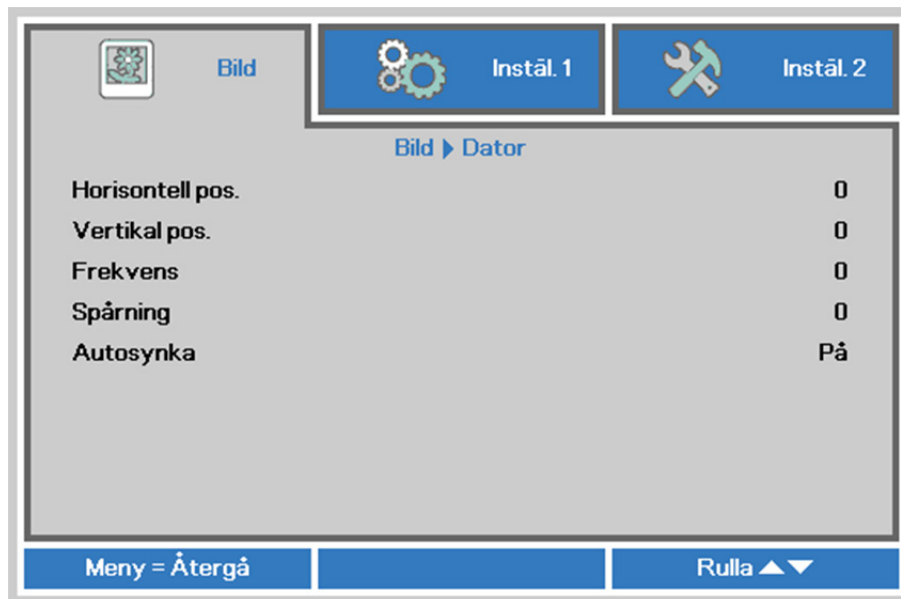 Bild
Instäl. 1
Instäl. 2
Bild ▶ Dator
Horisontell pos. 0
Vertikal pos. 0
Frekvens 0
Spårning 0
Autosynka På
Meny = Återgå
Rulla ▲▼